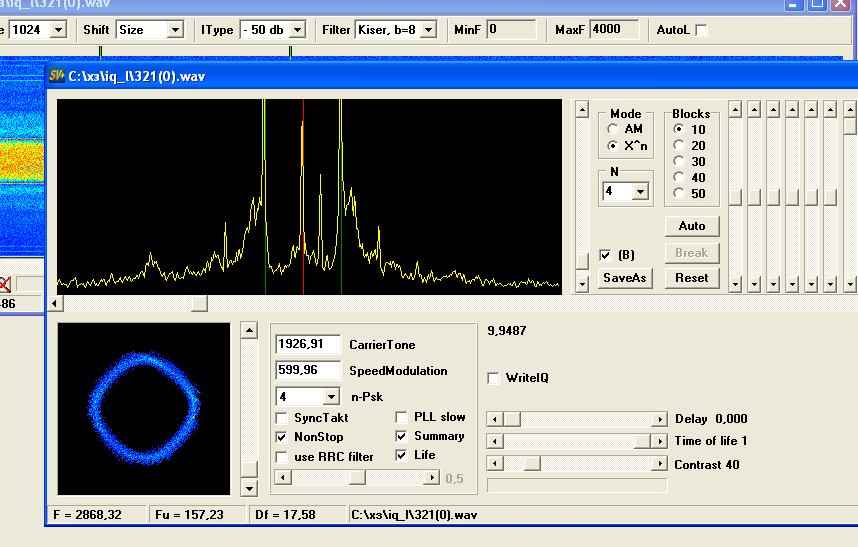 a\iq_l\321(0).wav
e 1024 Shift Size IType - 50 db Filter Kiser, b=8 MinF 0 MaxF 4000 AutoL
SV+ C:\хз\iq_l\321(0).wav
Mode Blocks
AM 10
X^n 20
30
N 40
4 50
Auto
(B) Break
SaveAs Reset
86
1926,91 CarrierTone 9,9487
599,96 SpeedModulation
4 n-Psk WriteIQ
SyncTakt PLL slow Delay 0,000
NonStop Summary Time of life 1
use RRC filter Life Contrast 40
0,5
F = 2868,32 Fu = 157,23 Df = 17,58 C:\хз\iq_l\321(0).wav